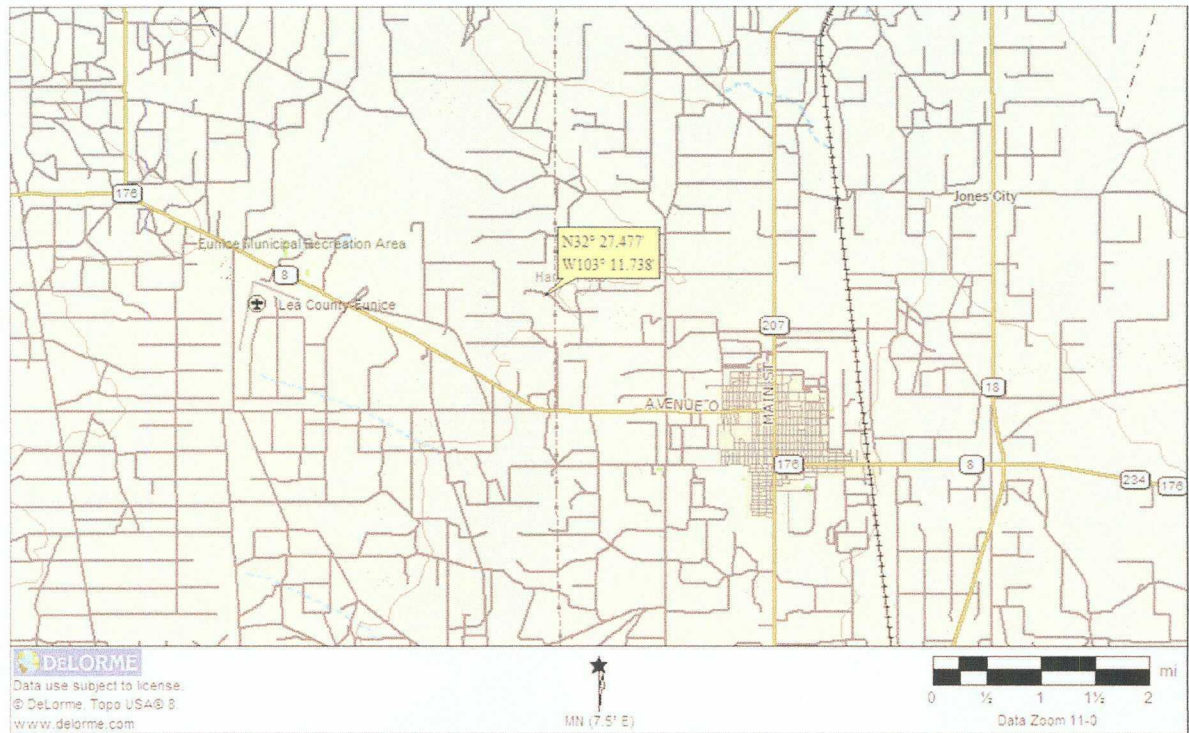 176
Jones City
Eunice Municipal Recreation Area
N32° 27.477'
W103° 11.738'
8
Lea County-Eunice
207
18
AVENUE O
MAIN ST
176
8
234
176
DELORME
Data use subject to license.
© DeLorme. Topo USA® 8.
www.delorme.com
MN (7.5° E)
mi
0 ½ 1 1½ 2
Data Zoom 11-0